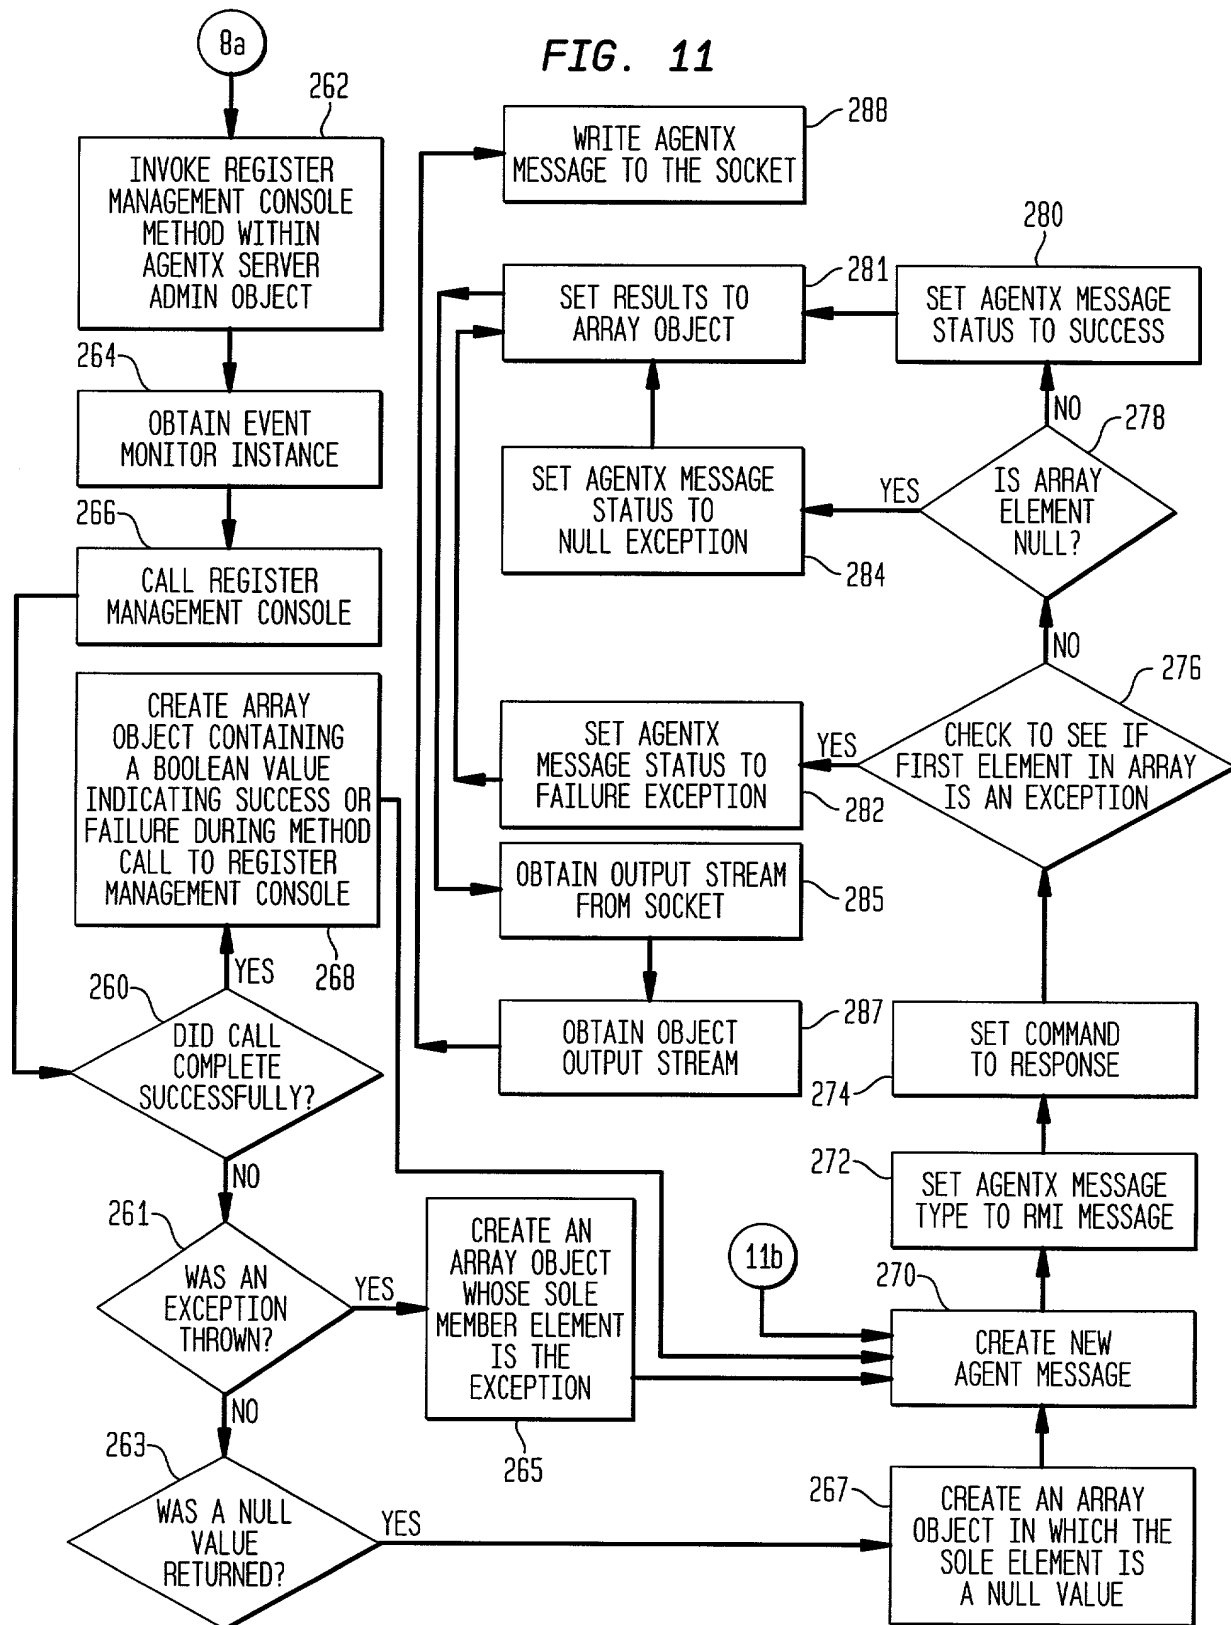 8a
FIG. 11
262
INVOKE REGISTER
MANAGEMENT CONSOLE
METHOD WITHIN
AGENTX SERVER
ADMIN OBJECT
264
OBTAIN EVENT
MONITOR INSTANCE
266
CALL REGISTER
MANAGEMENT CONSOLE
CREATE ARRAY
OBJECT CONTAINING
A BOOLEAN VALUE
INDICATING SUCCESS OR
FAILURE DURING METHOD
CALL TO REGISTER
MANAGEMENT CONSOLE
268
YES
260
DID CALL
COMPLETE
SUCCESSFULLY?
NO
261
WAS AN
EXCEPTION
THROWN?
YES
NO
263
WAS A NULL
VALUE
RETURNED?
YES
CREATE AN
ARRAY OBJECT
WHOSE SOLE
MEMBER ELEMENT
IS THE
EXCEPTION
265
WRITE AGENTX
MESSAGE TO THE SOCKET
288
SET RESULTS TO
ARRAY OBJECT
281
SET AGENTX MESSAGE
STATUS TO
NULL EXCEPTION
284
SET AGENTX
MESSAGE STATUS TO
FAILURE EXCEPTION
282
OBTAIN OUTPUT STREAM
FROM SOCKET
285
OBTAIN OBJECT
OUTPUT STREAM
287
280
SET AGENTX MESSAGE
STATUS TO SUCCESS
NO
278
IS ARRAY
ELEMENT
NULL?
YES
NO
276
CHECK TO SEE IF
FIRST ELEMENT IN ARRAY
IS AN EXCEPTION
YES
SET COMMAND
TO RESPONSE
274
272
SET AGENTX MESSAGE
TYPE TO RMI MESSAGE
11b
270
CREATE NEW
AGENT MESSAGE
267
CREATE AN ARRAY
OBJECT IN WHICH THE
SOLE ELEMENT IS
A NULL VALUE